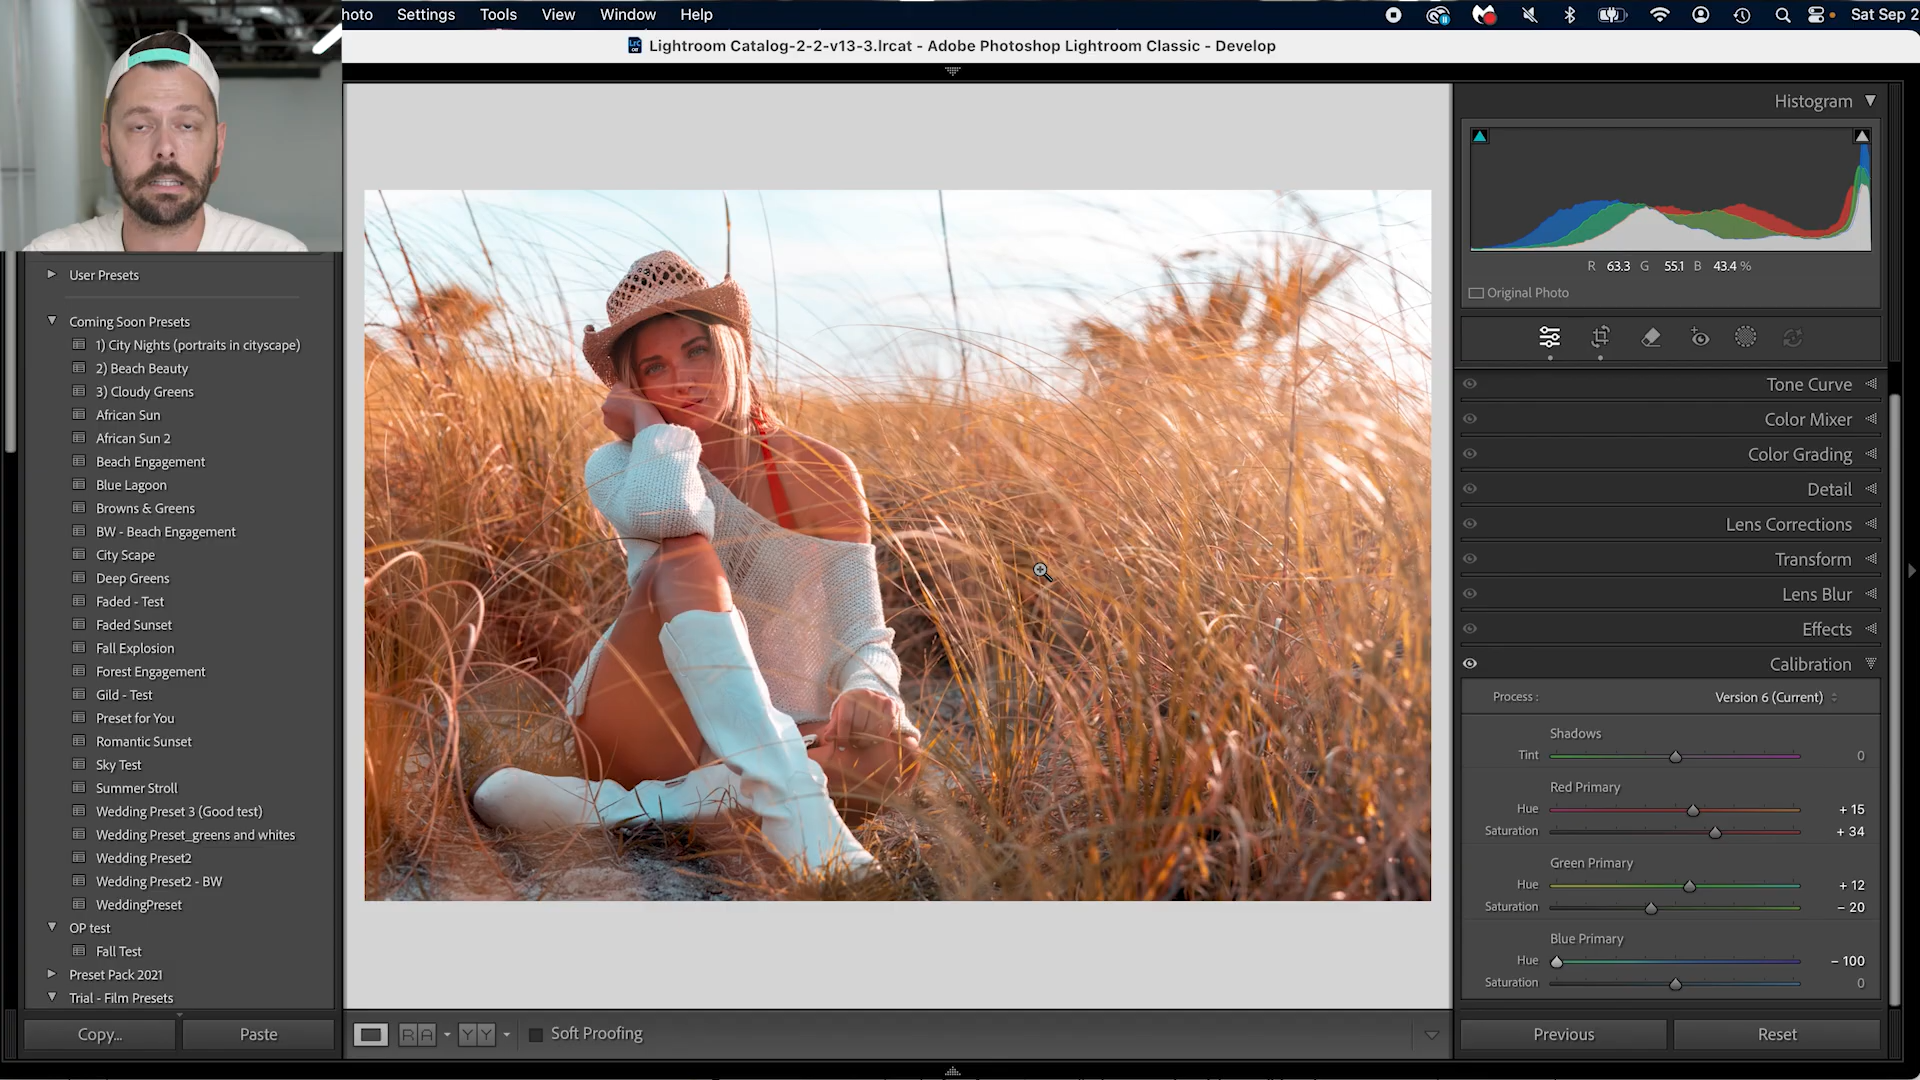 hoto Settings Tools View Window Help Sat Sep 2
Lightroom Catalog-2-2-v13-3.lrcat - Adobe Photoshop Lightroom Classic - Develop
User Presets
Coming Soon Presets
1) City Nights (portraits in cityscape)
2) Beach Beauty
3) Cloudy Greens
African Sun
African Sun 2
Beach Engagement
Blue Lagoon
Browns & Greens
BW - Beach Engagement
City Scape
Deep Greens
Faded - Test
Faded Sunset
Fall Explosion
Forest Engagement
Gild - Test
Preset for You
Romantic Sunset
Sky Test
Summer Stroll
Wedding Preset 3 (Good test)
Wedding Preset_greens and whites
Wedding Preset2
Wedding Preset2 - BW
WeddingPreset
OP test
Fall Test
Preset Pack 2021
Trial - Film Presets
Copy... Paste
R A Y Y Soft Proofing
Histogram
R 63.3 G 55.1 B 43.4 %
Original Photo
Tone Curve
Color Mixer
Color Grading
Detail
Lens Corrections
Transform
Lens Blur
Effects
Calibration
Process : Version 6 (Current)
Shadows
Tint 0
Red Primary
Hue + 15
Saturation + 34
Green Primary
Hue + 12
Saturation - 20
Blue Primary
Hue - 100
Saturation 0
Previous Reset